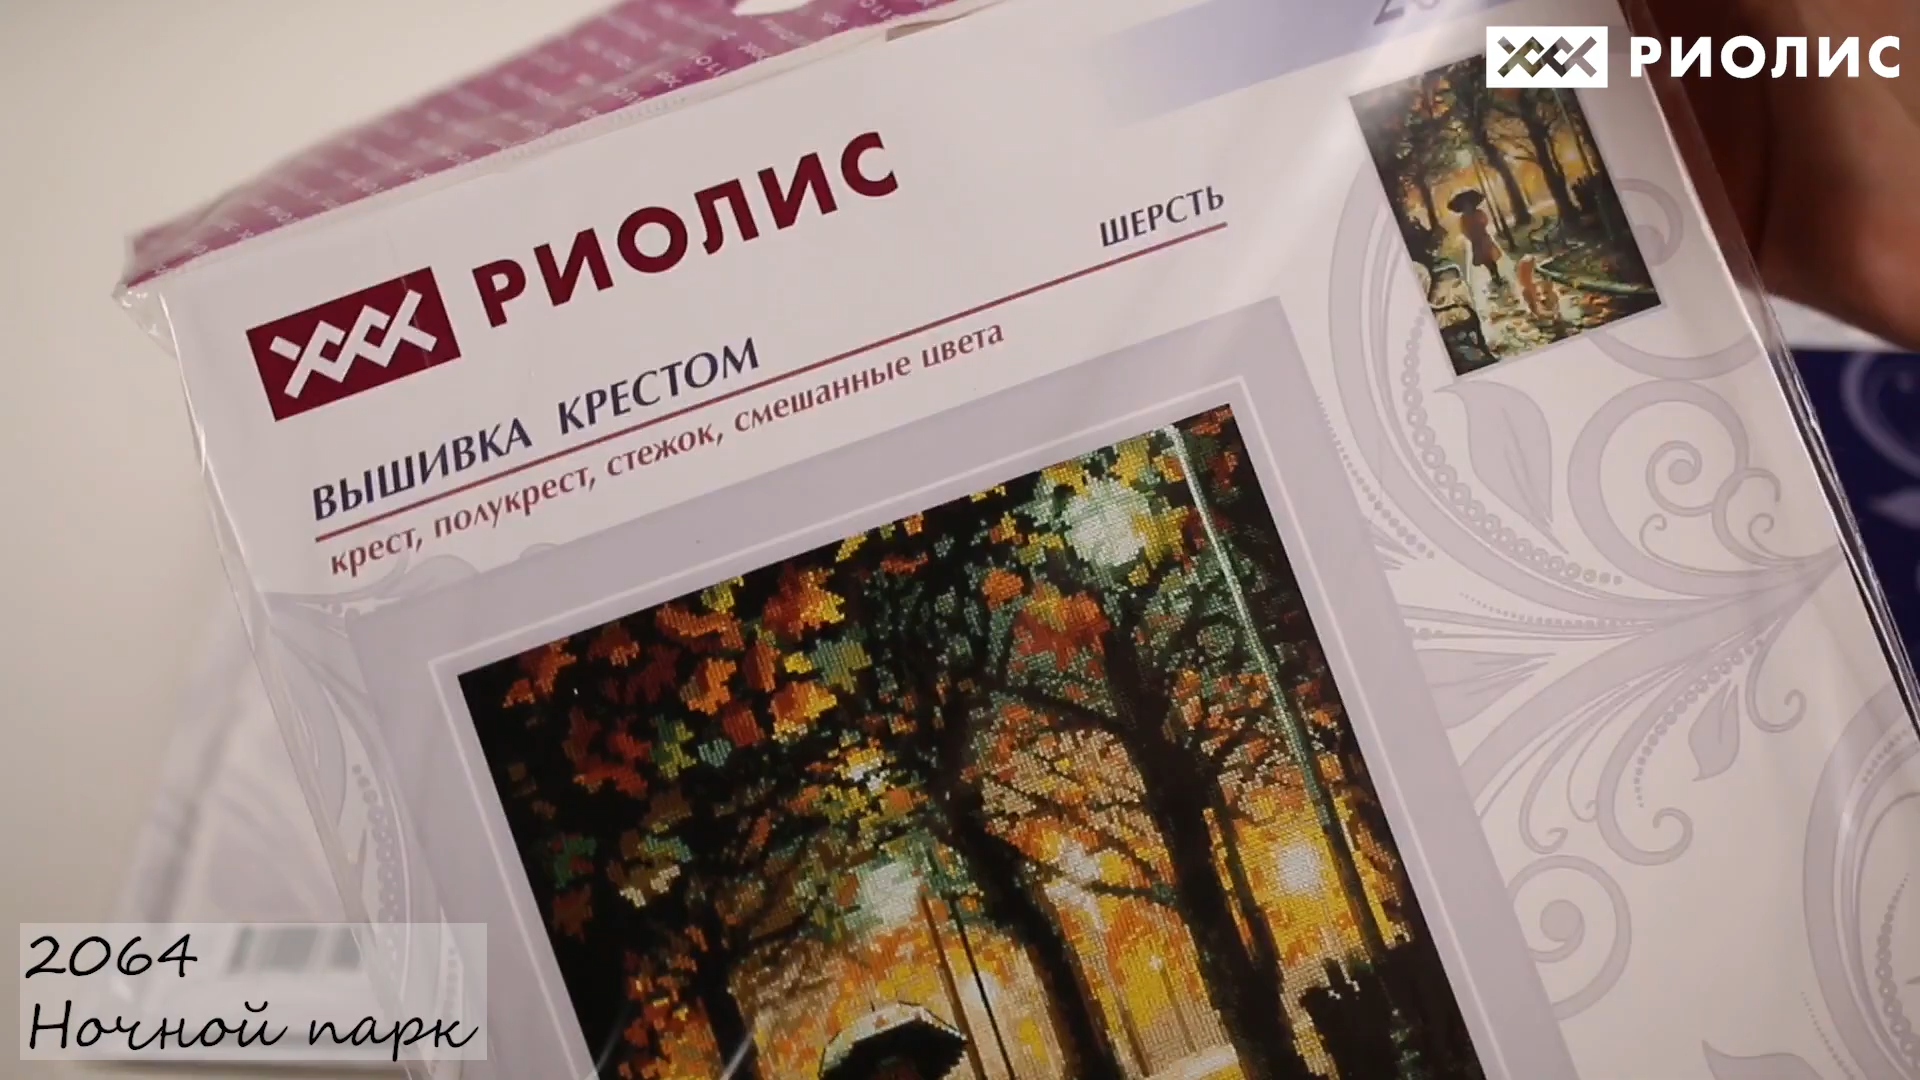 РИОЛИС
РИОЛИС
ШЕРСТЬ
ВЫШИВКА КРЕСТОМ
крест, полукрест, стежок, смешанные цвета
2064
Ночной парк